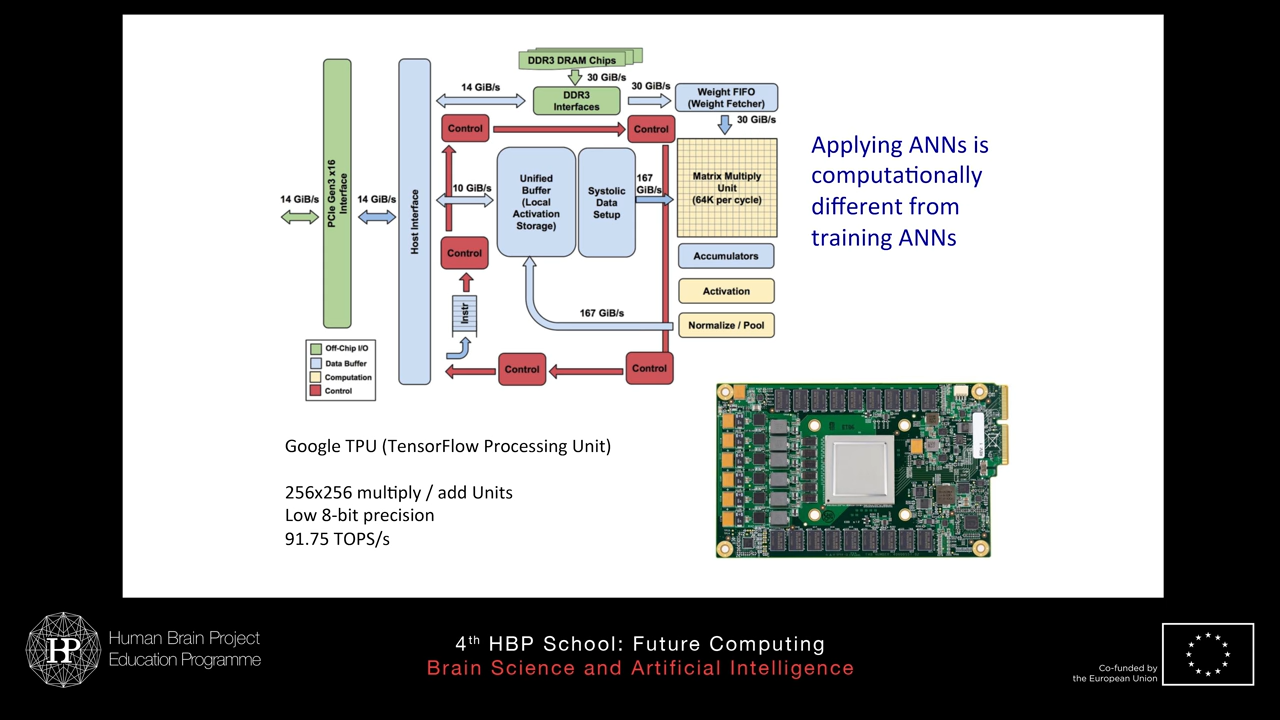 DDR3 DRAM Chips
30 GiB/s
14 GiB/s
DDR3
Interfaces
30 GiB/s
Weight FIFO
(Weight Fetcher)
30 GiB/s
Control
Control
PCIe Gen3 x16
Interface
Host Interface
14 GiB/s
14 GiB/s
10 GiB/s
Unified
Buffer
(Local
Activation
Storage)
Systolic
Data
Setup
167
GiB/s
Matrix Multiply
Unit
(64K per cycle)
Control
Accumulators
Activation
Instr
167 GiB/s
Normalize / Pool
Control
Control
Off-Chip I/O
Data Buffer
Computation
Control
Applying ANNs is
computationally
different from
training ANNs
Google TPU (TensorFlow Processing Unit)
256x256 multiply / add Units
Low 8-bit precision
91.75 TOPS/s
HBP
Human Brain Project
Education Programme
4th HBP School: Future Computing
Brain Science and Artificial Intelligence
Co-funded by
the European Union